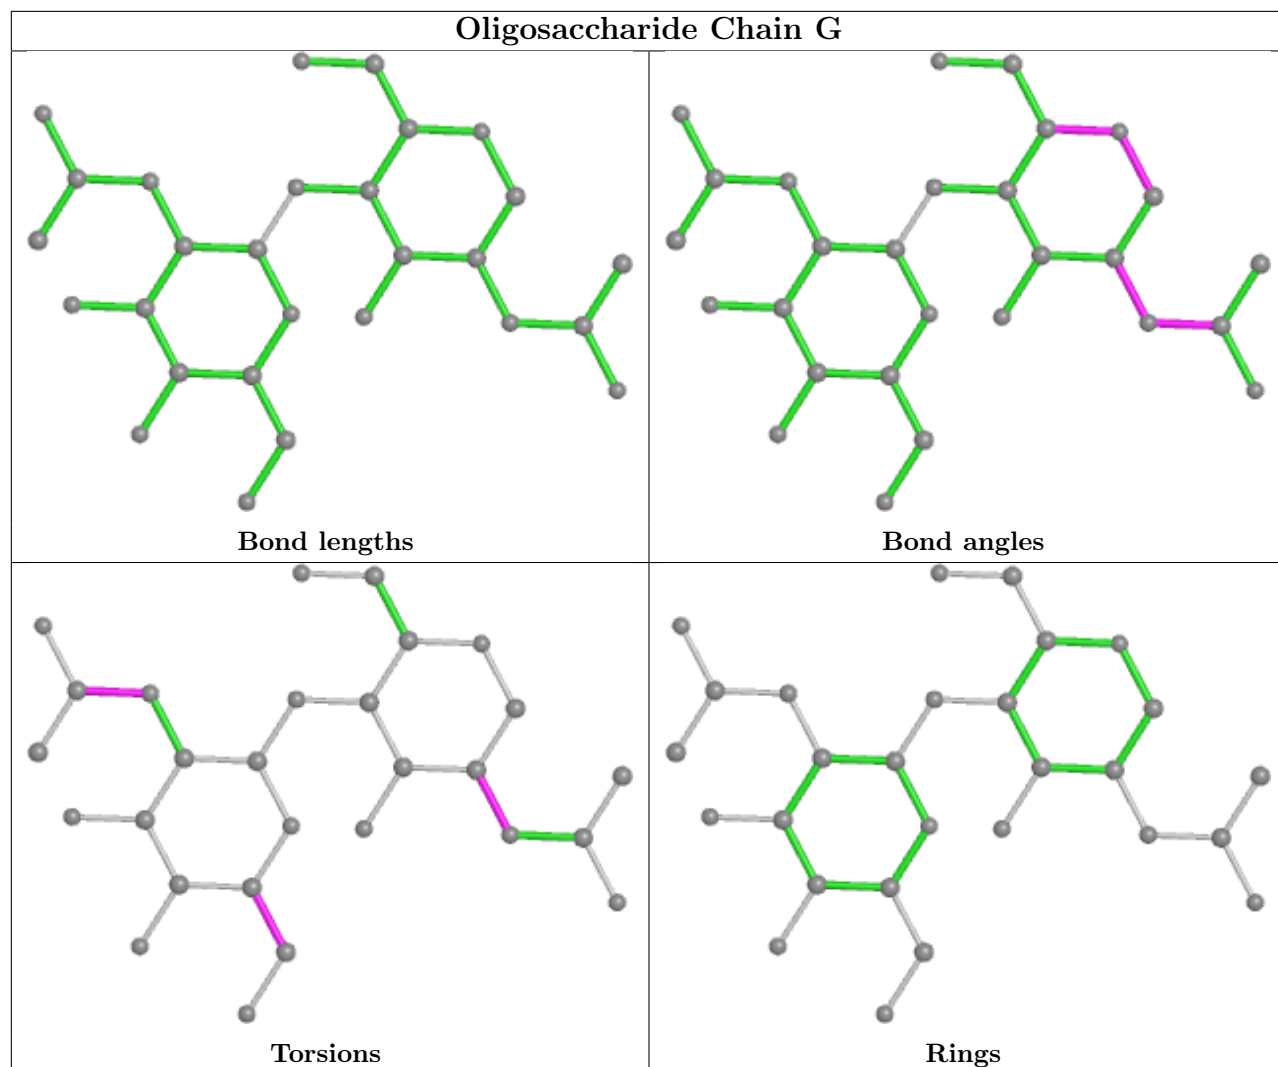 Oligosaccharide Chain G
Bond lengths
Bond angles
Torsions
Rings